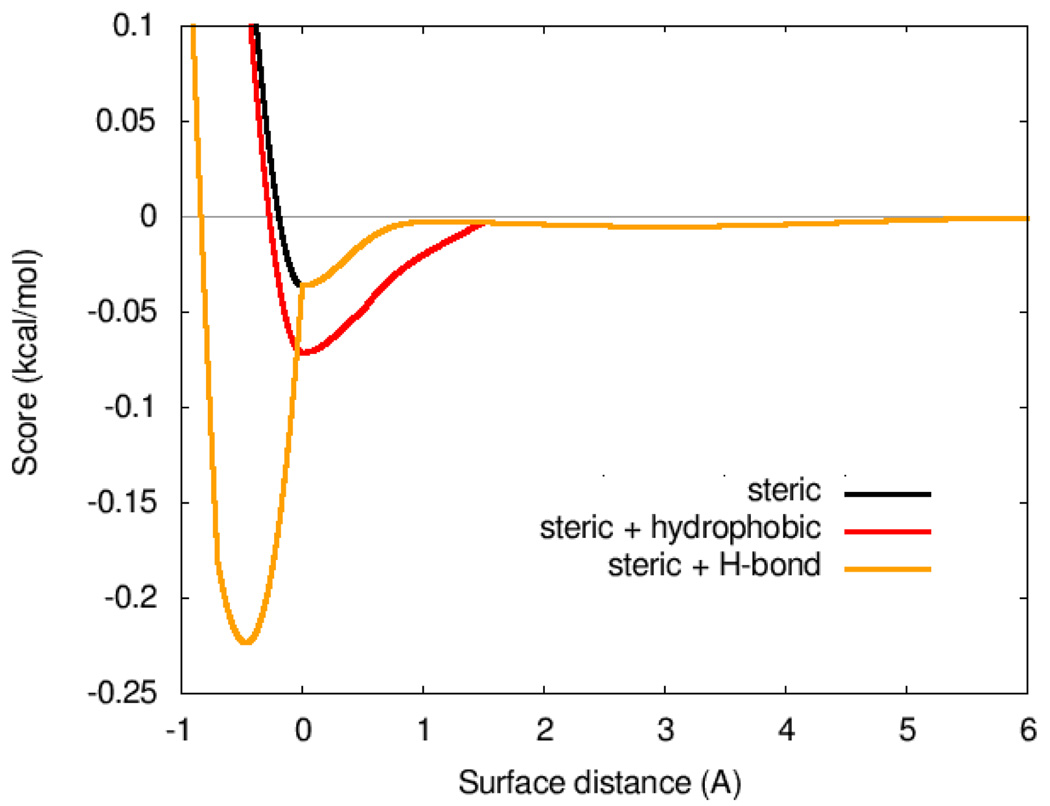 0.1
0.05
0
-0.05
-0.1
-0.15
-0.2
-0.25
Score (kcal/mol)
steric
steric + hydrophobic
steric + H-bond
-1 0 1 2 3 4 5 6
Surface distance (A)